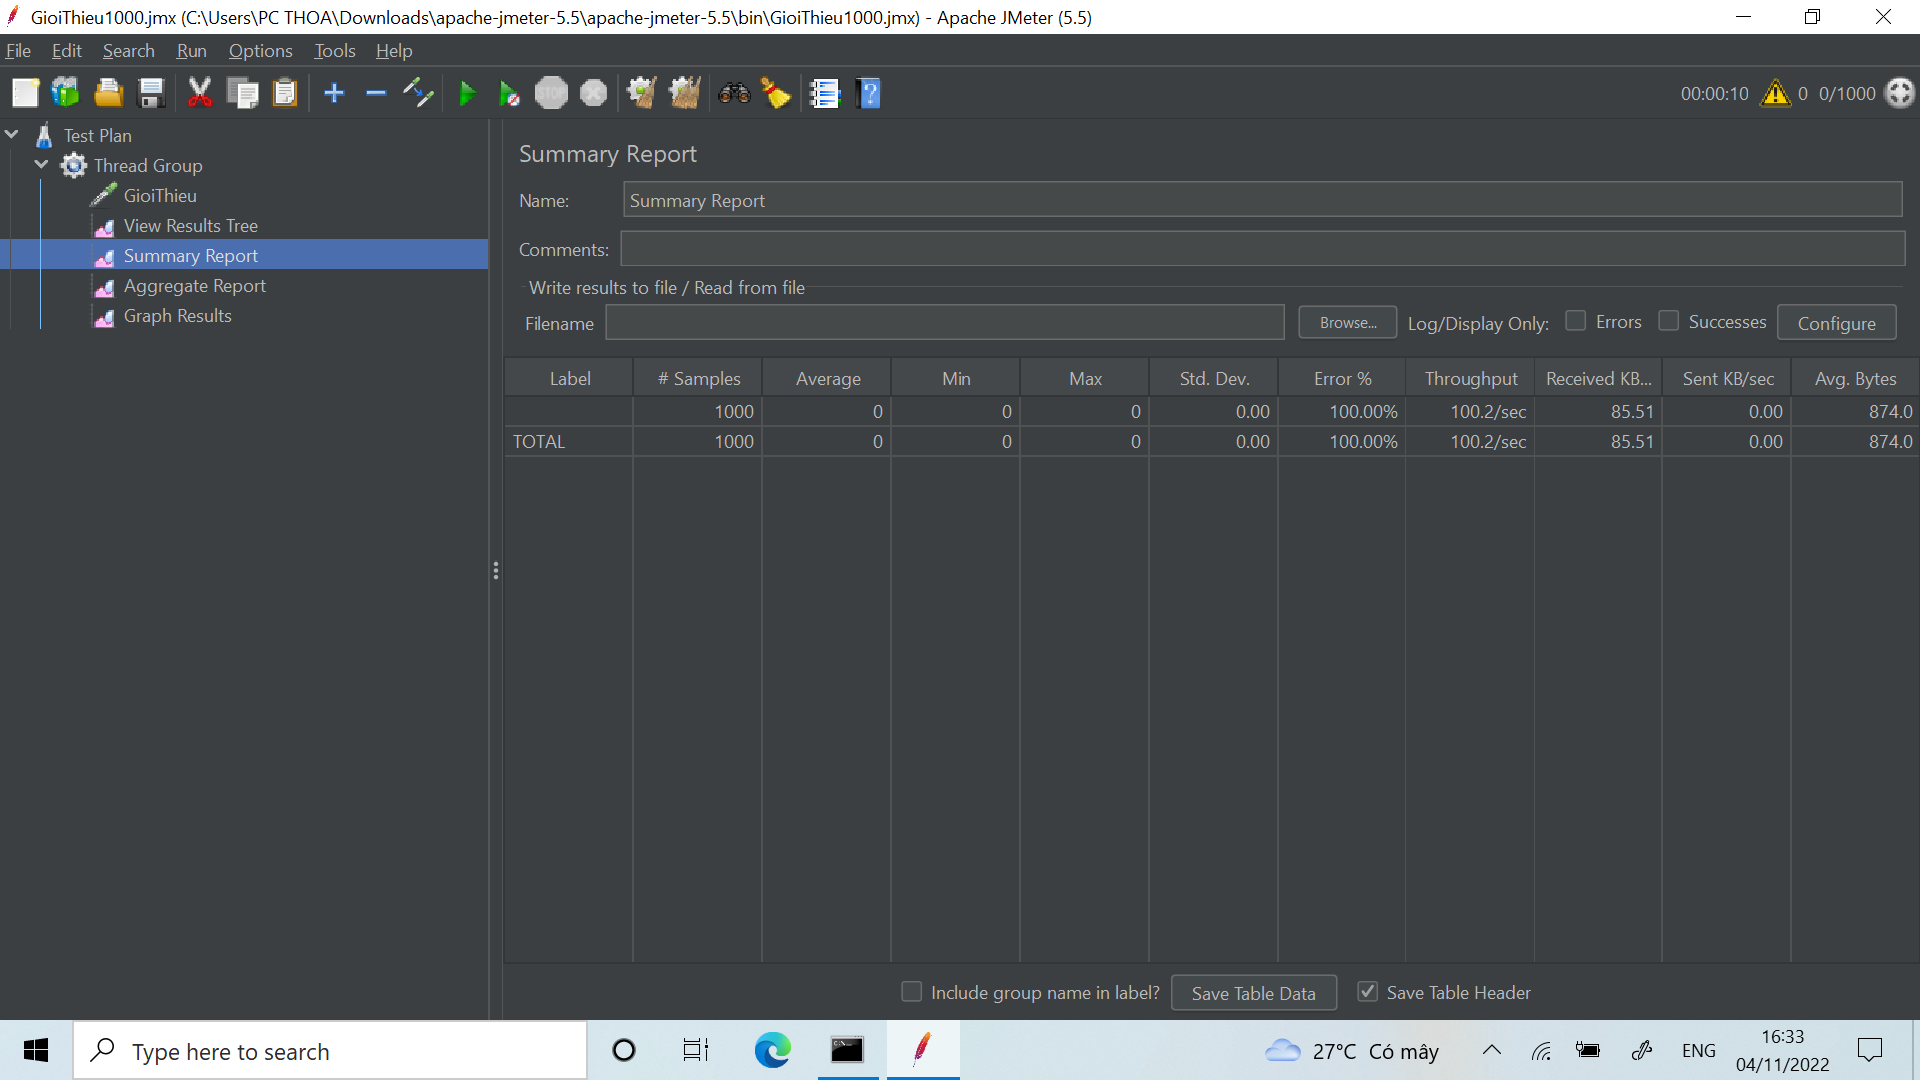 GioiThieu1000.jmx (C:\Users\PC THOA\Downloads\apache-jmeter-5.5\apache-jmeter-5.5\bin\GioiThieu1000.jmx) - Apache JMeter (5.5)
File Edit Search Run Options Tools Help
STOP
00:00:10 0 0/1000
Test Plan
Thread Group
GioiThieu
View Results Tree
Summary Report
Aggregate Report
Graph Results
Summary Report
Name: Summary Report
Comments:
Write results to file / Read from file
Filename Browse... Log/Display Only: Errors Successes Configure
Label # Samples Average Min Max Std. Dev. Error % Throughput Received KB... Sent KB/sec Avg. Bytes
1000 0 0 0 0.00 100.00% 100.2/sec 85.51 0.00 874.0
TOTAL 1000 0 0 0 0.00 100.00% 100.2/sec 85.51 0.00 874.0
Include group name in label? Save Table Data Save Table Header
Type here to search
27°C Có mây
ENG
16:33
04/11/2022